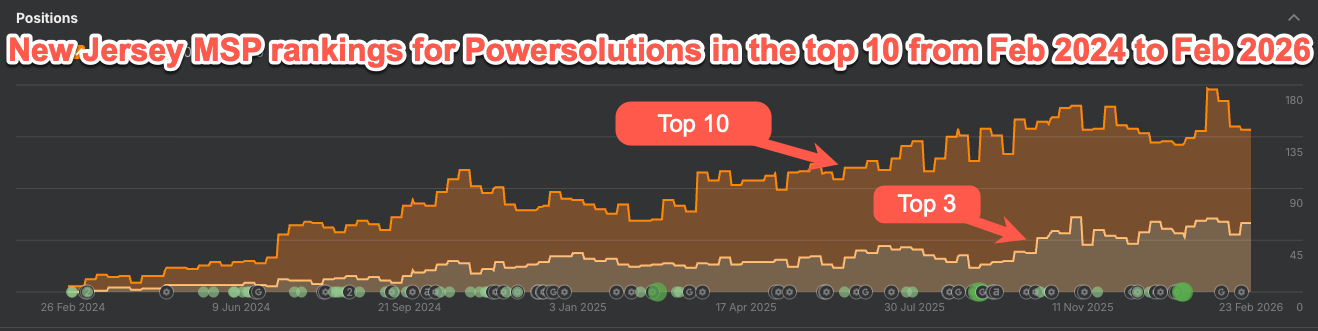 Positions
New Jersey MSP rankings for Powersolutions in the top 10 from Feb 2024 to Feb 2026
180
Top 10
135
Top 3
90
45
26 Feb 2024 9 Jun 2024 21 Sep 2024 3 Jan 2025 17 Apr 2025 30 Jul 2025 11 Nov 2025 23 Feb 2026 0